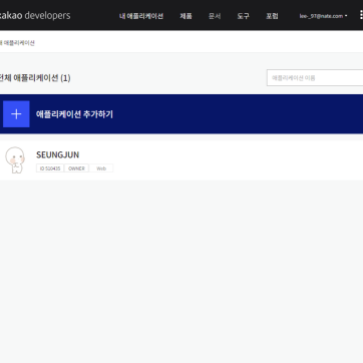 kakao developers
내 애플리케이션 제품 문서 도구 포럼
애플리케이션
전체 애플리케이션 (1)
애플리케이션 이름
애플리케이션 추가하기
SEUNGJUN
OWNER